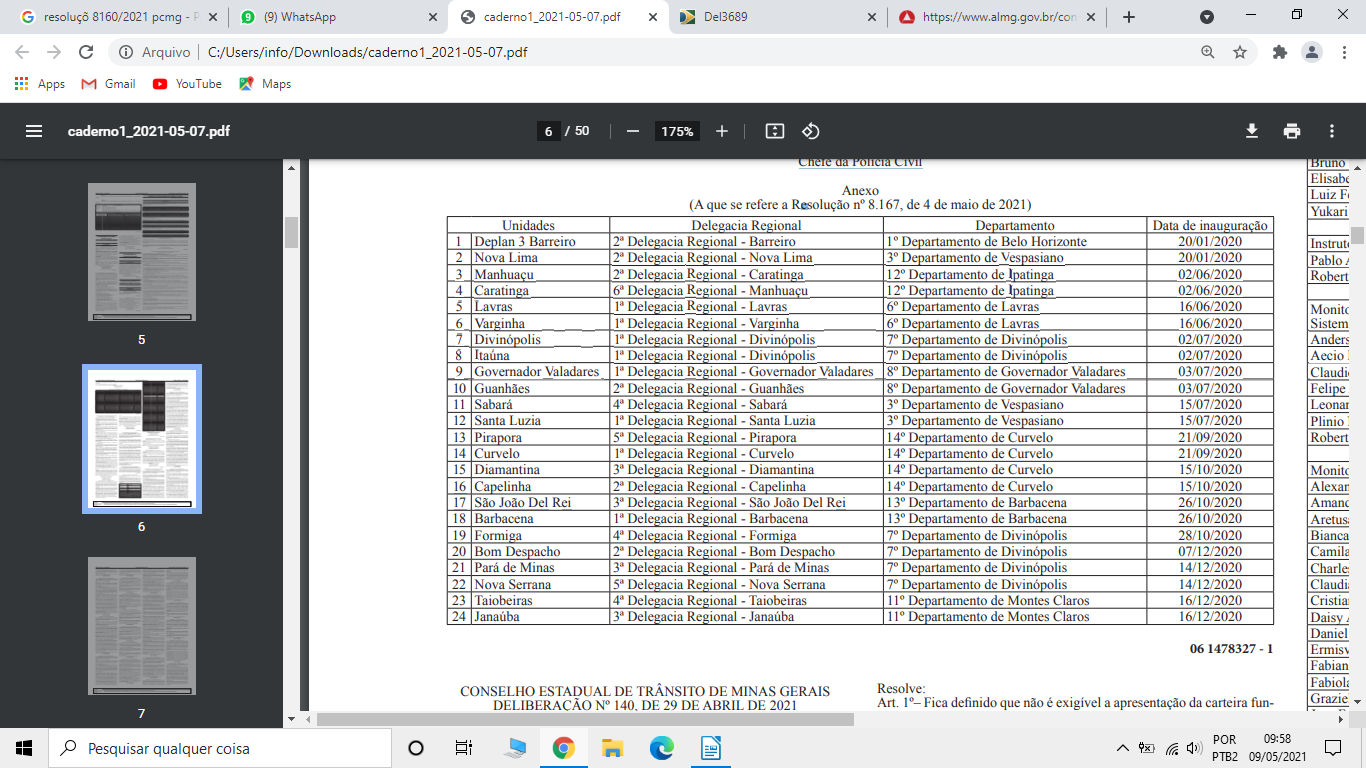 resoluçõ 8160/2021 pcmg - P
(9) WhatsApp
caderno1_2021-05-07.pdf
Del3689
https://www.almg.gov.br/con
Arquivo
C:/Users/info/Downloads/caderno1_2021-05-07.pdf
Apps Gmail YouTube Maps
caderno1_2021-05-07.pdf
6 / 50
175%
5
6
7
Chefe da Polícia Civil
Anexo
(A que se refere a Resolução nº 8.167, de 4 de maio de 2021)
Unidades Delegacia Regional Departamento Data de inauguração
1 Deplan 3 Barreiro 2ª Delegacia Regional - Barreiro 1º Departamento de Belo Horizonte 20/01/2020
2 Nova Lima 2ª Delegacia Regional - Nova Lima 3º Departamento de Vespasiano 20/01/2020
3 Manhuaçu 2ª Delegacia Regional - Caratinga 12º Departamento de Ipatinga 02/06/2020
4 Caratinga 6ª Delegacia Regional - Manhuaçu 12º Departamento de Ipatinga 02/06/2020
5 Lavras 1ª Delegacia Regional - Lavras 6º Departamento de Lavras 16/06/2020
6 Varginha 1ª Delegacia Regional - Varginha 6º Departamento de Lavras 16/06/2020
7 Divinópolis 1ª Delegacia Regional - Divinópolis 7º Departamento de Divinópolis 02/07/2020
8 Itaúna 1ª Delegacia Regional - Divinópolis 7º Departamento de Divinópolis 02/07/2020
9 Governador Valadares 1ª Delegacia Regional - Governador Valadares 8º Departamento de Governador Valadares 03/07/2020
10 Guanhães 2ª Delegacia Regional - Guanhães 8º Departamento de Governador Valadares 03/07/2020
11 Sabará 4ª Delegacia Regional - Sabará 3º Departamento de Vespasiano 15/07/2020
12 Santa Luzia 1ª Delegacia Regional - Santa Luzia 3º Departamento de Vespasiano 15/07/2020
13 Pirapora 5ª Delegacia Regional - Pirapora 14º Departamento de Curvelo 21/09/2020
14 Curvelo 1ª Delegacia Regional - Curvelo 14º Departamento de Curvelo 21/09/2020
15 Diamantina 3ª Delegacia Regional - Diamantina 14º Departamento de Curvelo 15/10/2020
16 Capelinha 2ª Delegacia Regional - Capelinha 14º Departamento de Curvelo 15/10/2020
17 São João Del Rei 3ª Delegacia Regional - São João Del Rei 13º Departamento de Barbacena 26/10/2020
18 Barbacena 1ª Delegacia Regional - Barbacena 13º Departamento de Barbacena 26/10/2020
19 Formiga 4ª Delegacia Regional - Formiga 7º Departamento de Divinópolis 28/10/2020
20 Bom Despacho 2ª Delegacia Regional - Bom Despacho 7º Departamento de Divinópolis 07/12/2020
21 Pará de Minas 3ª Delegacia Regional - Pará de Minas 7º Departamento de Divinópolis 14/12/2020
22 Nova Serrana 5ª Delegacia Regional - Nova Serrana 7º Departamento de Divinópolis 14/12/2020
23 Taiobeiras 4ª Delegacia Regional - Taiobeiras 11º Departamento de Montes Claros 16/12/2020
24 Janaúba 3ª Delegacia Regional - Janaúba 11º Departamento de Montes Claros 16/12/2020
06 1478327 - 1
CONSELHO ESTADUAL DE TRÂNSITO DE MINAS GERAIS
DELIBERAÇÃO Nº 140, DE 29 DE ABRIL DE 2021
Resolve:
Art. 1º– Fica definido que não é exigível a apresentação da carteira fun-
Bruno
Elisabe
Luiz Fe
Yukari
Instruto
Pablo A
Robert
Monito
Sistem
Anders
Aecio
Claudio
Felipe
Leonar
Plinio
Robert
Monito
Alexan
Amand
Aretus
Bianca
Camila
Charles
Claudi
Cristian
Daisy A
Daniel
Ermisv
Fabian
Fabiola
Grazie
Pesquisar qualquer coisa
POR
PTB2
09:58
09/05/2021